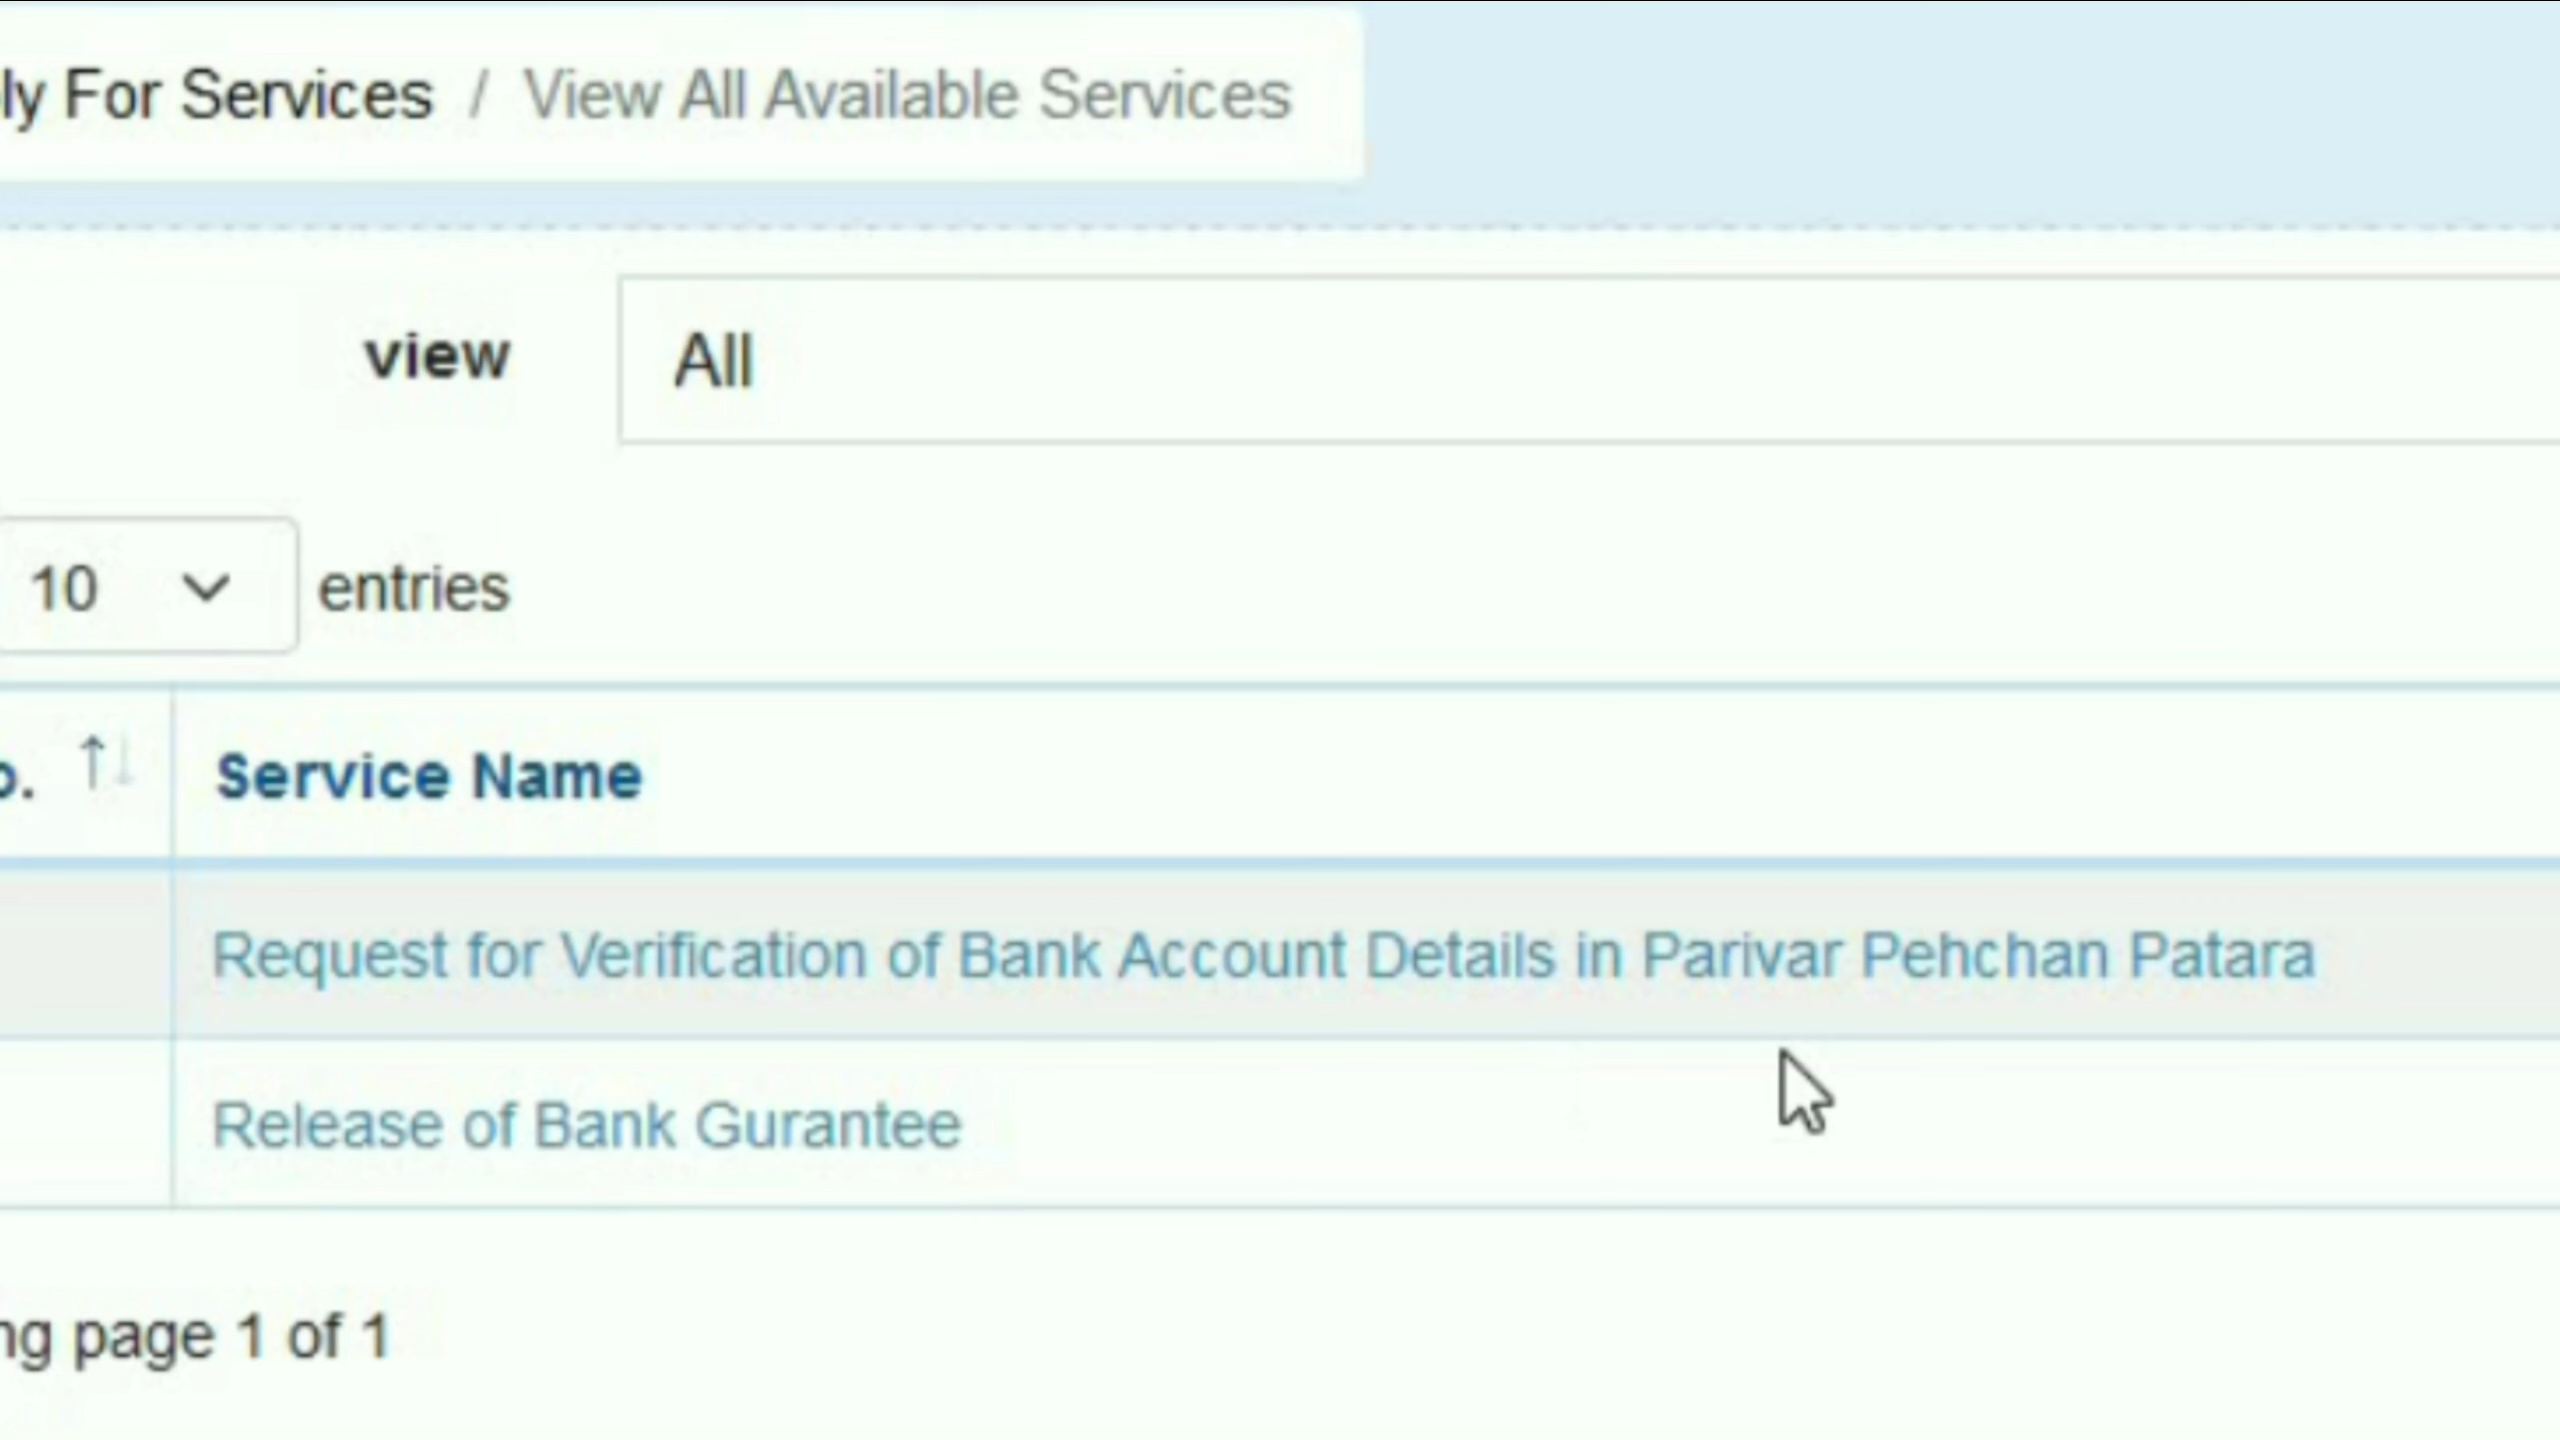 ly For Services / View All Available Services
view All
10 entries
o. Service Name
Request for Verification of Bank Account Details in Parivar Pehchan Patara
Release of Bank Gurantee
ng page 1 of 1